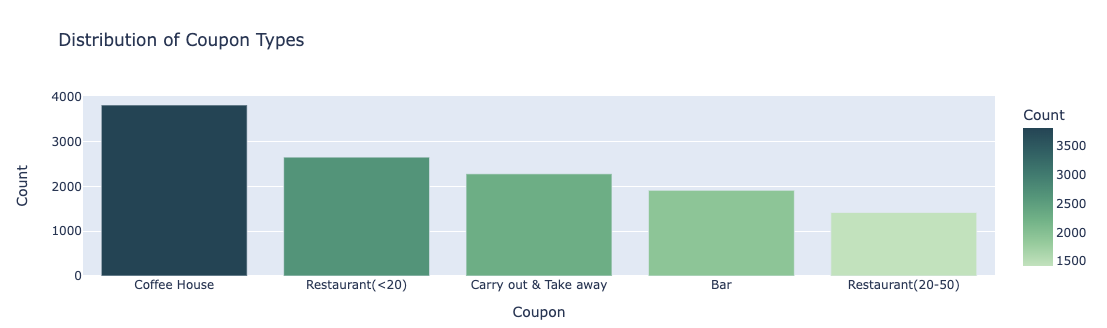 Distribution of Coupon Types
Count
4000
3000
2000
1000
0
Coffee House
Restaurant(<20)
Carry out & Take away
Bar
Restaurant(20-50)
Coupon
Count
3500
3000
2500
2000
1500